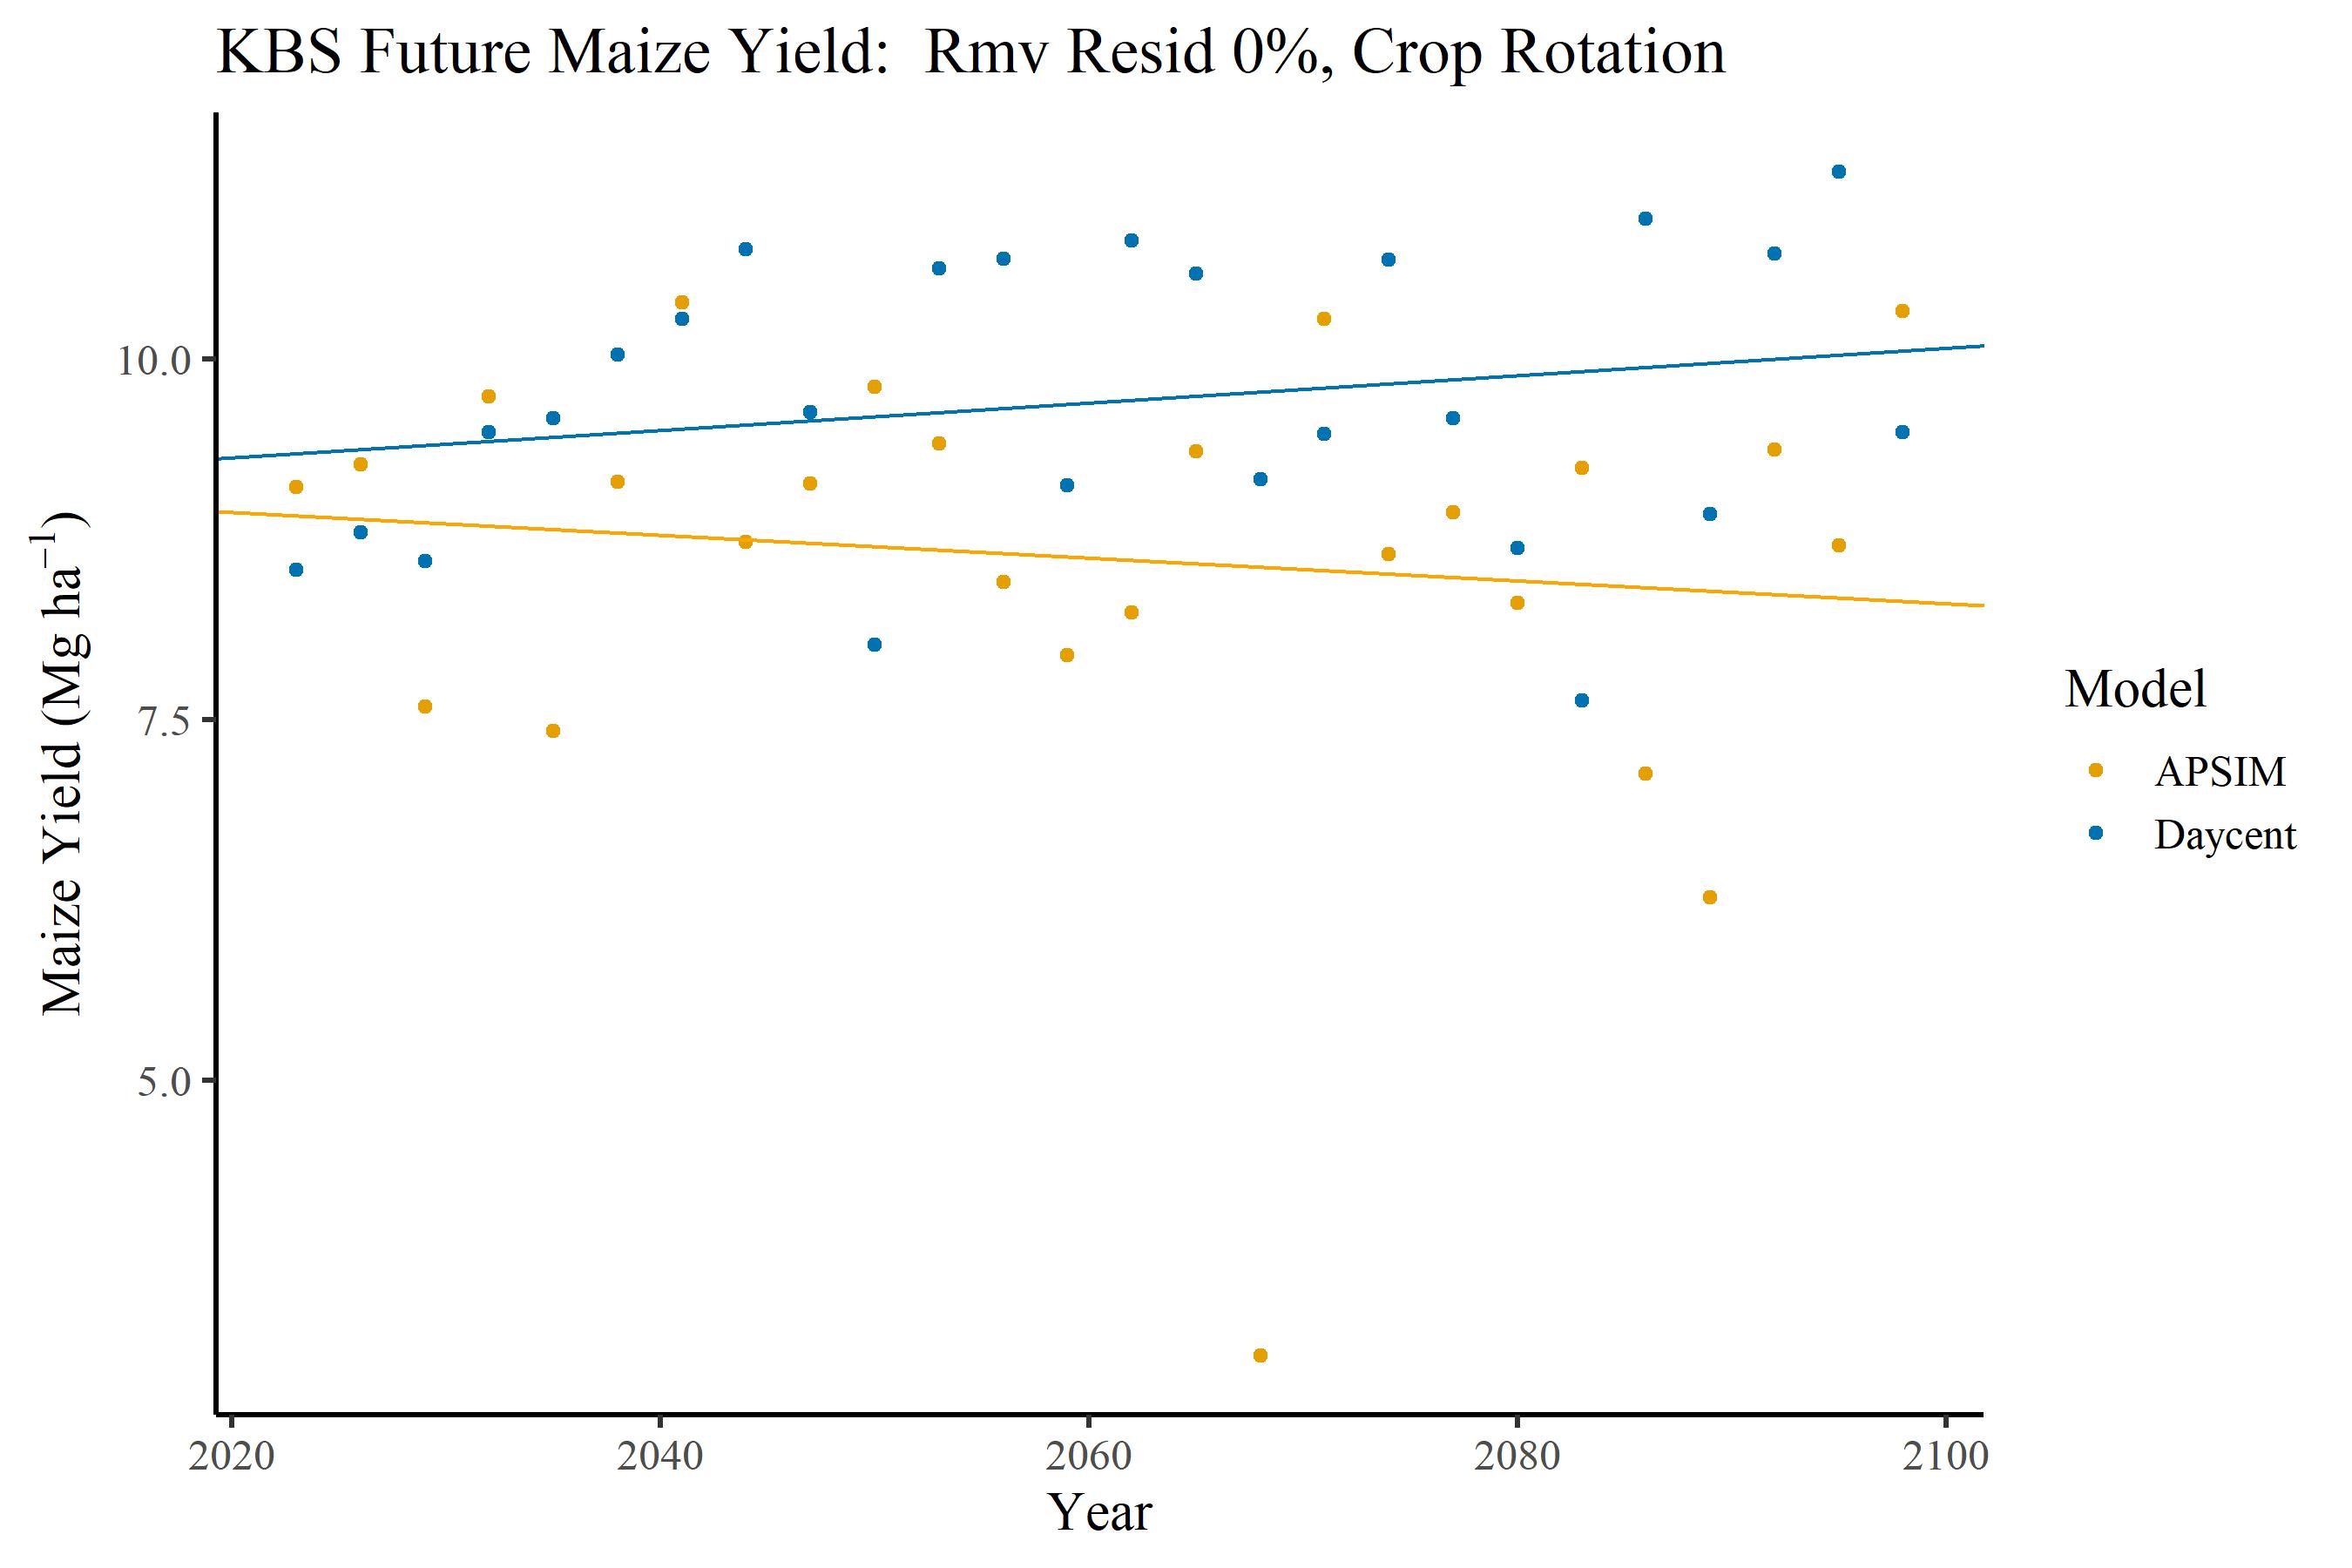 KBS Future Maize Yield:  Rmv Resid 0%, Crop Rotation
Maize Yield (Mg ha⁻¹)
10.0
7.5
5.0
2020 2040 2060 2080 2100
Year
Model
APSIM
Daycent